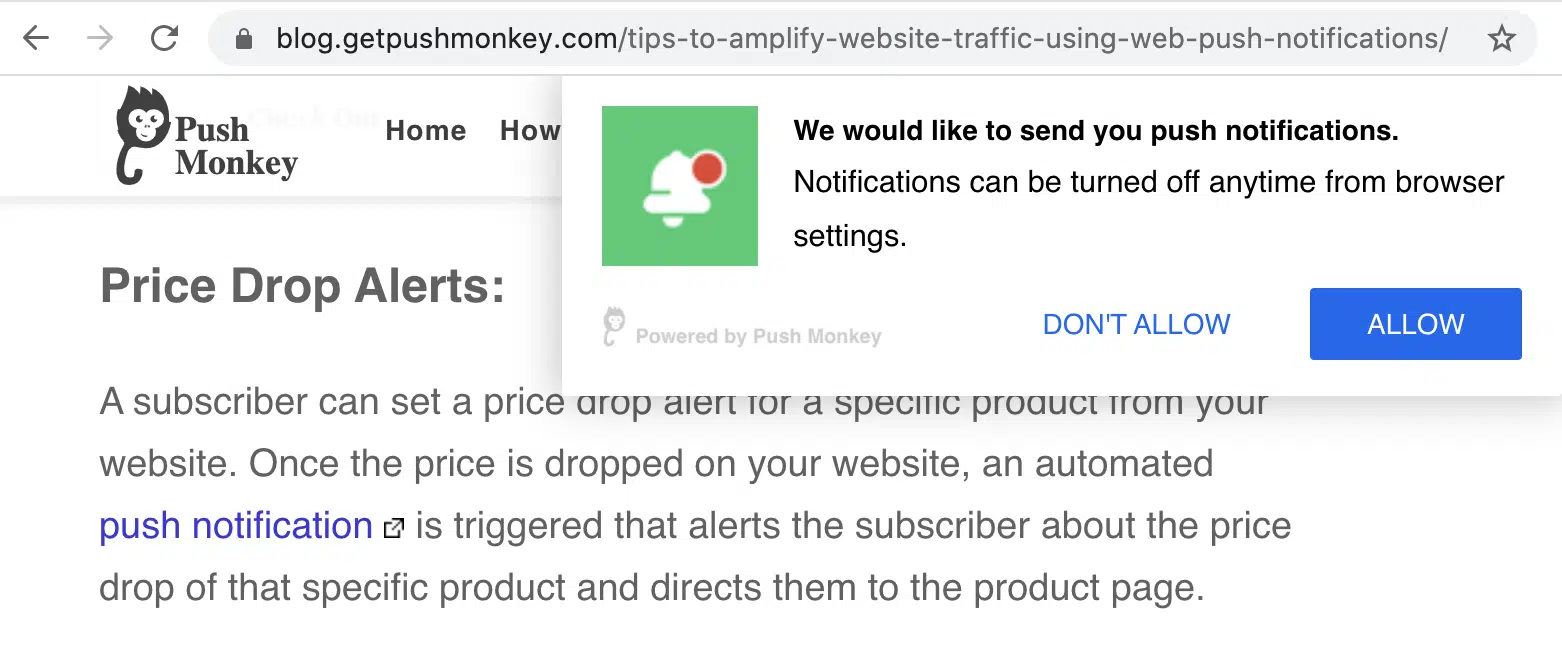 blog.getpushmonkey.com/tips-to-amplify-website-traffic-using-web-push-notifications/
Push
Monkey
Home How
We would like to send you push notifications.
Notifications can be turned off anytime from browser
settings.
Powered by Push Monkey
DON'T ALLOW
ALLOW
Price Drop Alerts:
A subscriber can set a price drop alert for a specific product from your
website. Once the price is dropped on your website, an automated
push notification is triggered that alerts the subscriber about the price
drop of that specific product and directs them to the product page.